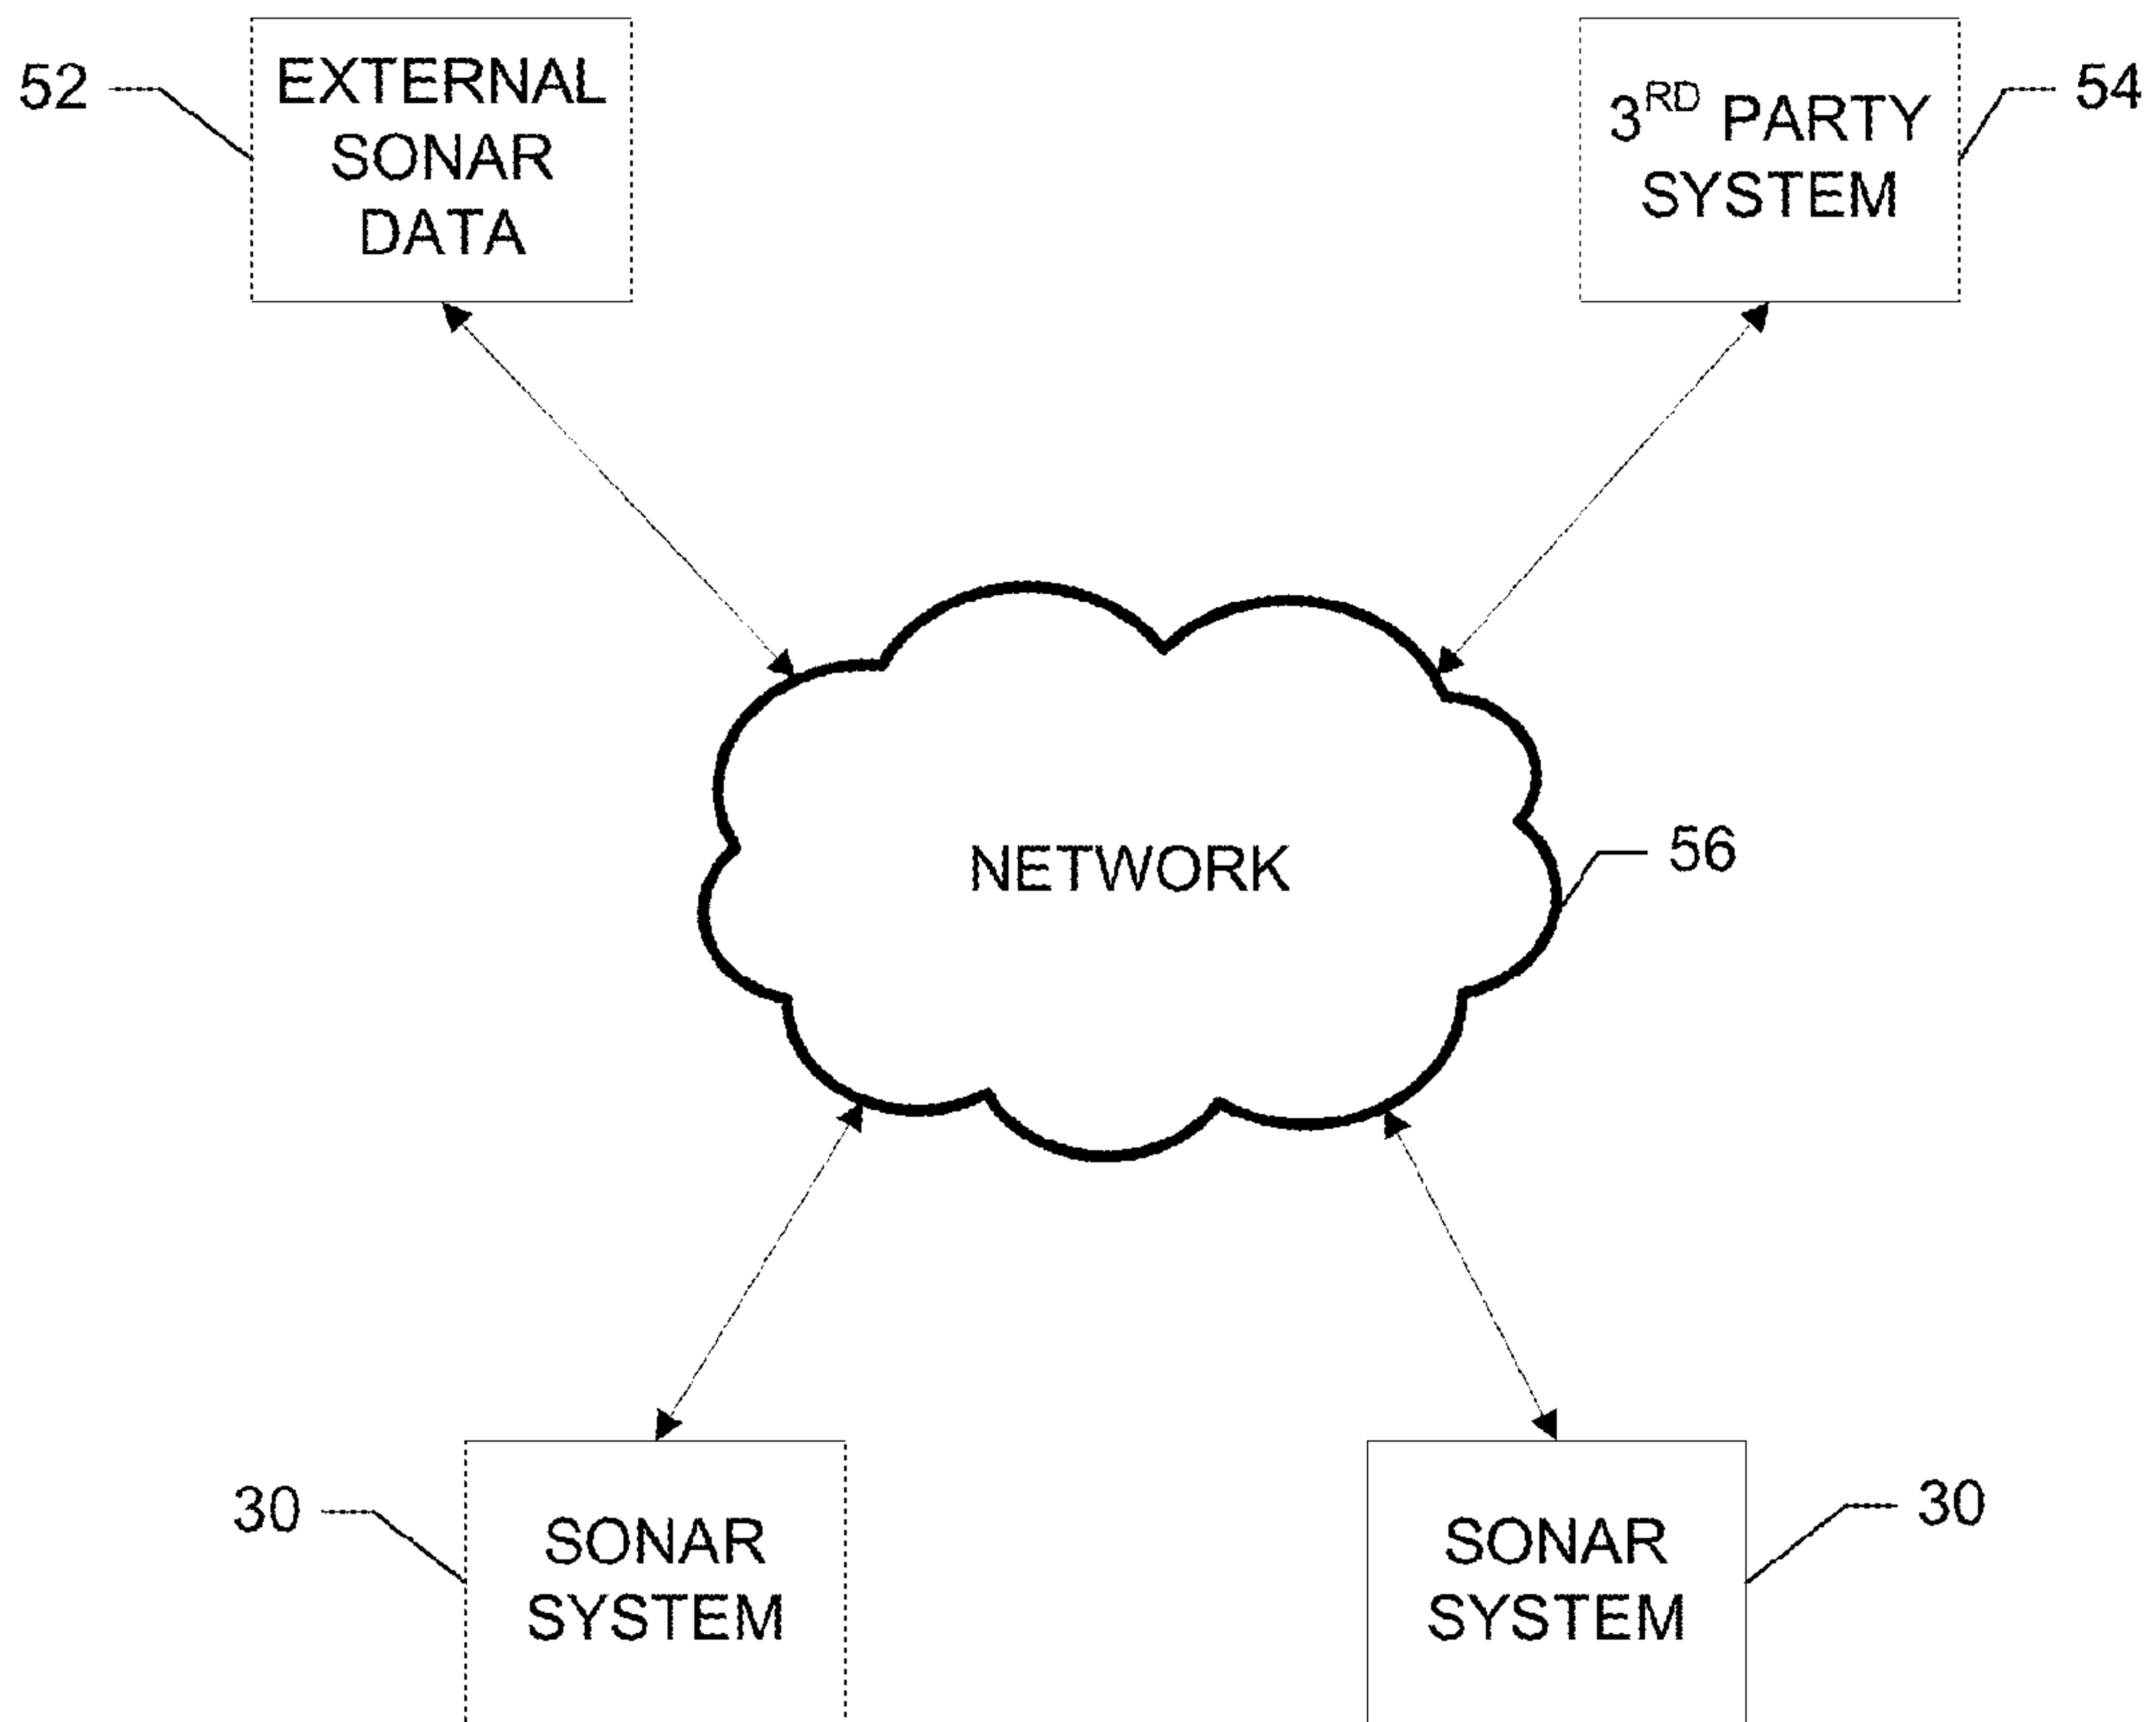 52
EXTERNAL
SONAR
DATA
3RD PARTY
SYSTEM
54
NETWORK
56
30
SONAR
SYSTEM
SONAR
SYSTEM
30